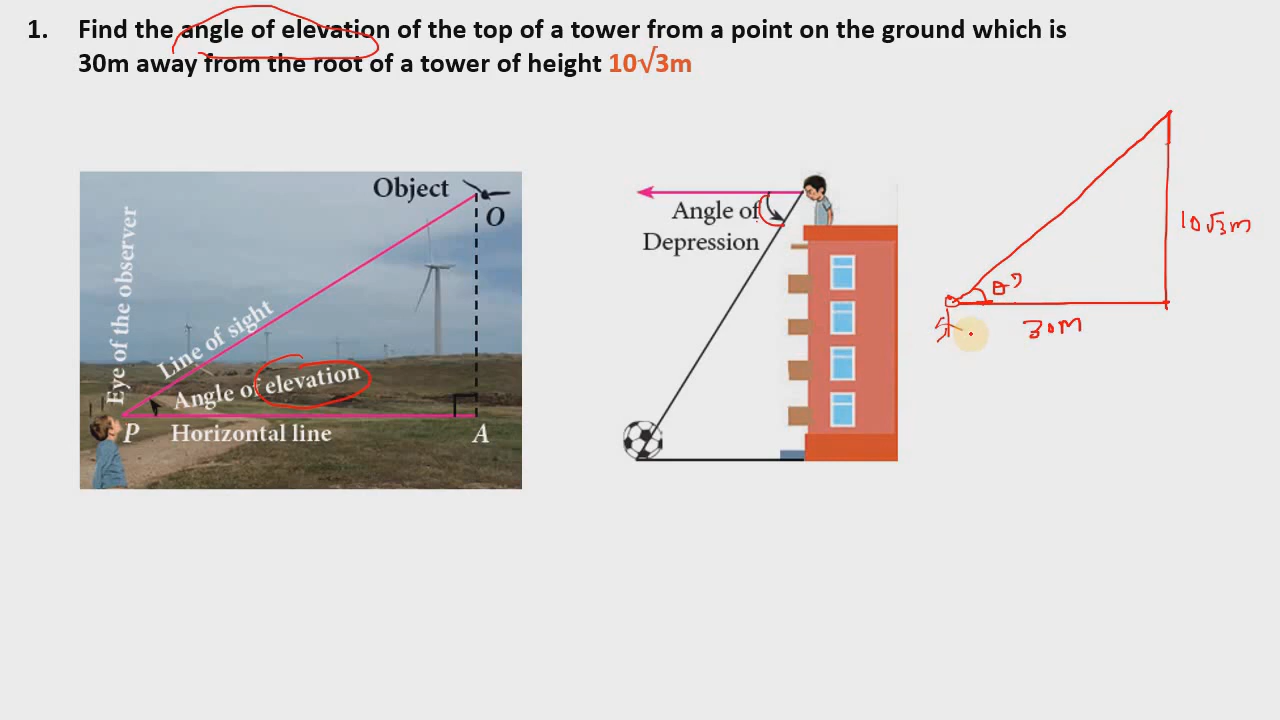 1. Find the angle of elevation of the top of a tower from a point on the ground which is
30m away from the root of a tower of height 10√3m
Object
O
Eye of the observer
Line of sight
Angle of elevation
P
Horizontal line
A
Angle of
Depression
10√3m
θ?
30m